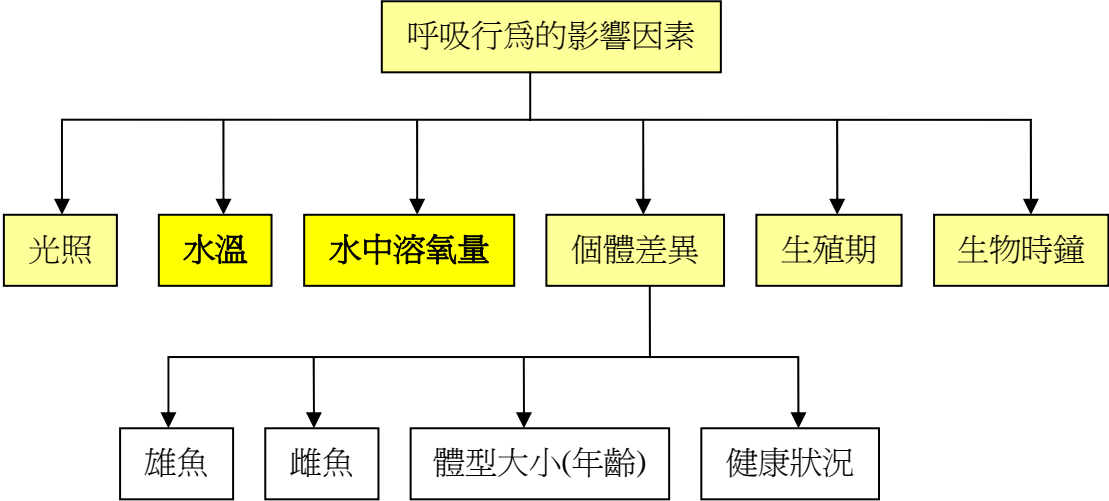 呼吸行為的影響因素
光照
水溫
水中溶氧量
個體差異
生殖期
生物時鐘
雄魚
雌魚
體型大小(年齡)
健康狀況